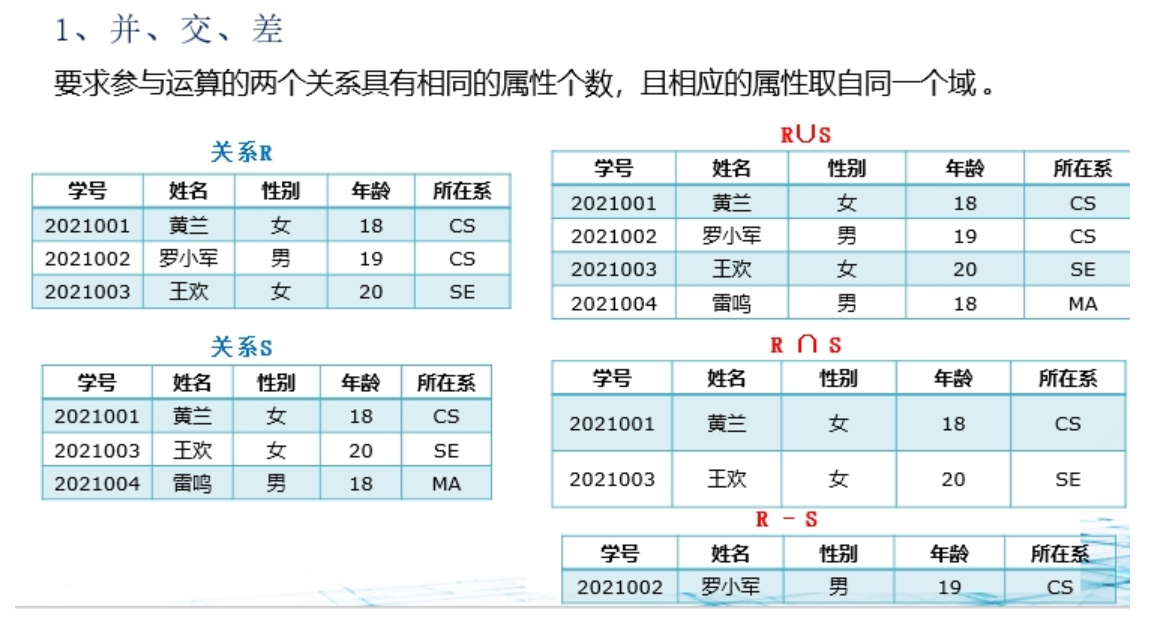 1、并、交、差
要求参与运算的两个关系具有相同的属性个数，且相应的属性取自同一个域。
关系R
学号 姓名 性别 年龄 所在系
2021001 黄兰 女 18 CS
2021002 罗小军 男 19 CS
2021003 王欢 女 20 SE
关系S
学号 姓名 性别 年龄 所在系
2021001 黄兰 女 18 CS
2021003 王欢 女 20 SE
2021004 雷鸣 男 18 MA
R∪S
学号 姓名 性别 年龄 所在系
2021001 黄兰 女 18 CS
2021002 罗小军 男 19 CS
2021003 王欢 女 20 SE
2021004 雷鸣 男 18 MA
R ∩ S
学号 姓名 性别 年龄 所在系
2021001 黄兰 女 18 CS
2021003 王欢 女 20 SE
R - S
学号 姓名 性别 年龄 所在系
2021002 罗小军 男 19 CS